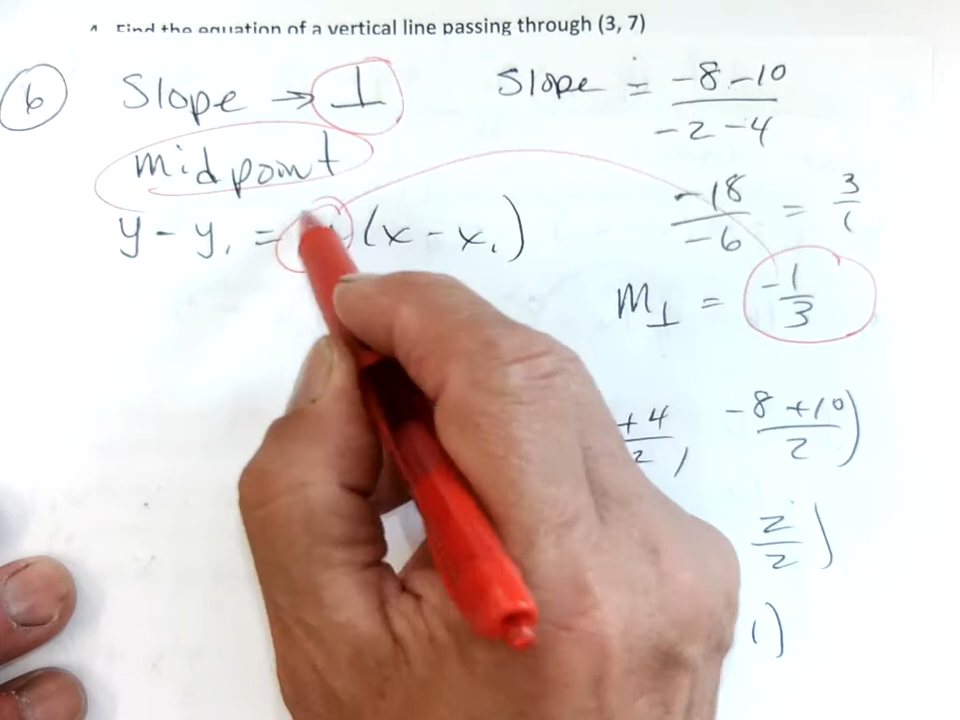 Find the equation of a vertical line passing through (3, 7)
6 Slope → ⊥
midpoint
y - y₁ = (x - x₁)
Slope = -8-10 / -2-4
-18 / -6 = 3 / 1
M⊥ = -1/3
+4 / 2 , -8+10 / 2 )
2 / 2 )
1)